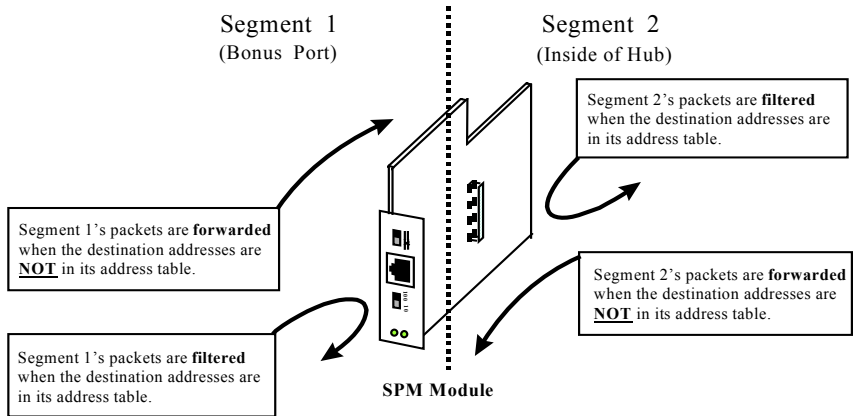 Segment 1
(Bonus Port)
Segment 2
(Inside of Hub)
Segment 2's packets are filtered
when the destination addresses are
in its address table.
Segment 1's packets are forwarded
when the destination addresses are
NOT in its address table.
Segment 2's packets are forwarded
when the destination addresses are
NOT in its address table.
Segment 1's packets are filtered
when the destination addresses are
in its address table.
100 10
SPM Module